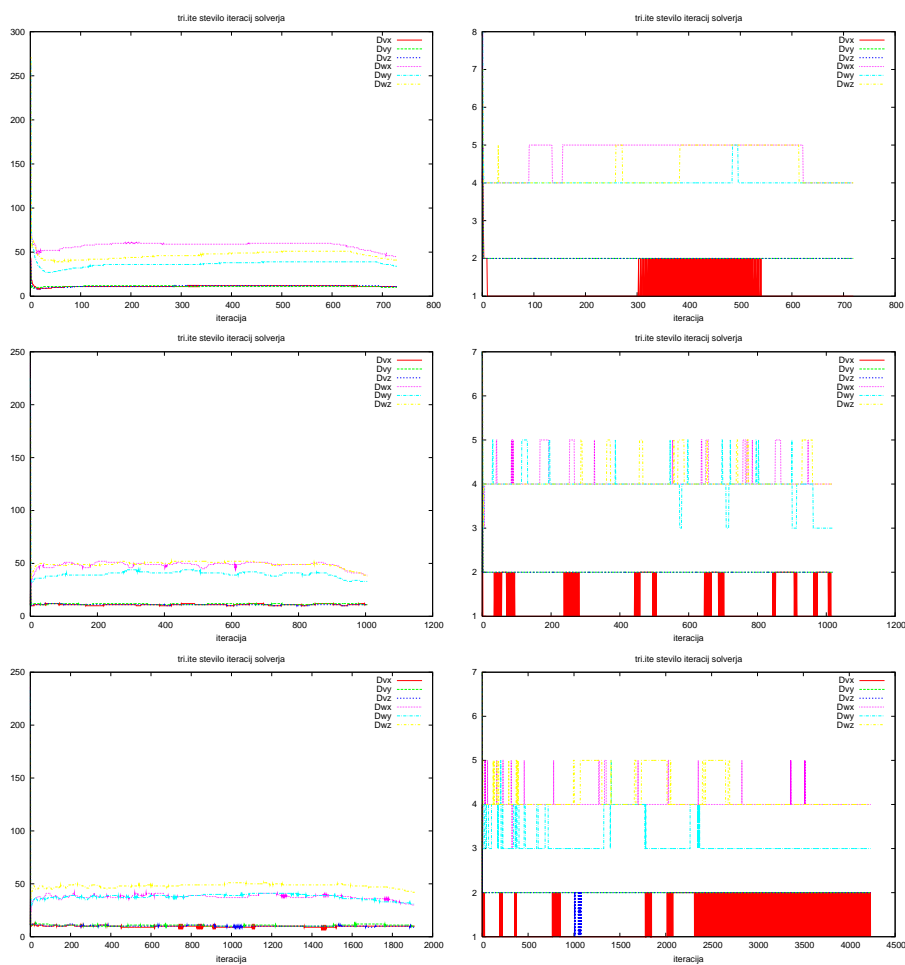 tri.ite stevilo iteracij solverja
300
250
200
150
100
50
0
Dvx
Dvy
Dvz
Dwx
Dwy
Dwz
0 100 200 300 400 500 600 700 800
iteracija
tri.ite stevilo iteracij solverja
8
7
6
5
4
3
2
1
Dvx
Dvy
Dvz
Dwx
Dwy
Dwz
0 100 200 300 400 500 600 700 800
iteracija
tri.ite stevilo iteracij solverja
250
200
150
100
50
0
Dvx
Dvy
Dvz
Dwx
Dwy
Dwz
0 200 400 600 800 1000 1200
iteracija
tri.ite stevilo iteracij solverja
7
6
5
4
3
2
1
Dvx
Dvy
Dvz
Dwx
Dwy
Dwz
0 200 400 600 800 1000 1200
iteracija
tri.ite stevilo iteracij solverja
250
200
150
100
50
0
Dvx
Dvy
Dvz
Dwx
Dwy
Dwz
0 200 400 600 800 1000 1200 1400 1600 1800 2000
iteracija
tri.ite stevilo iteracij solverja
7
6
5
4
3
2
1
Dvx
Dvy
Dvz
Dwx
Dwy
Dwz
0 500 1000 1500 2000 2500 3000 3500 4000 4500
iteracija